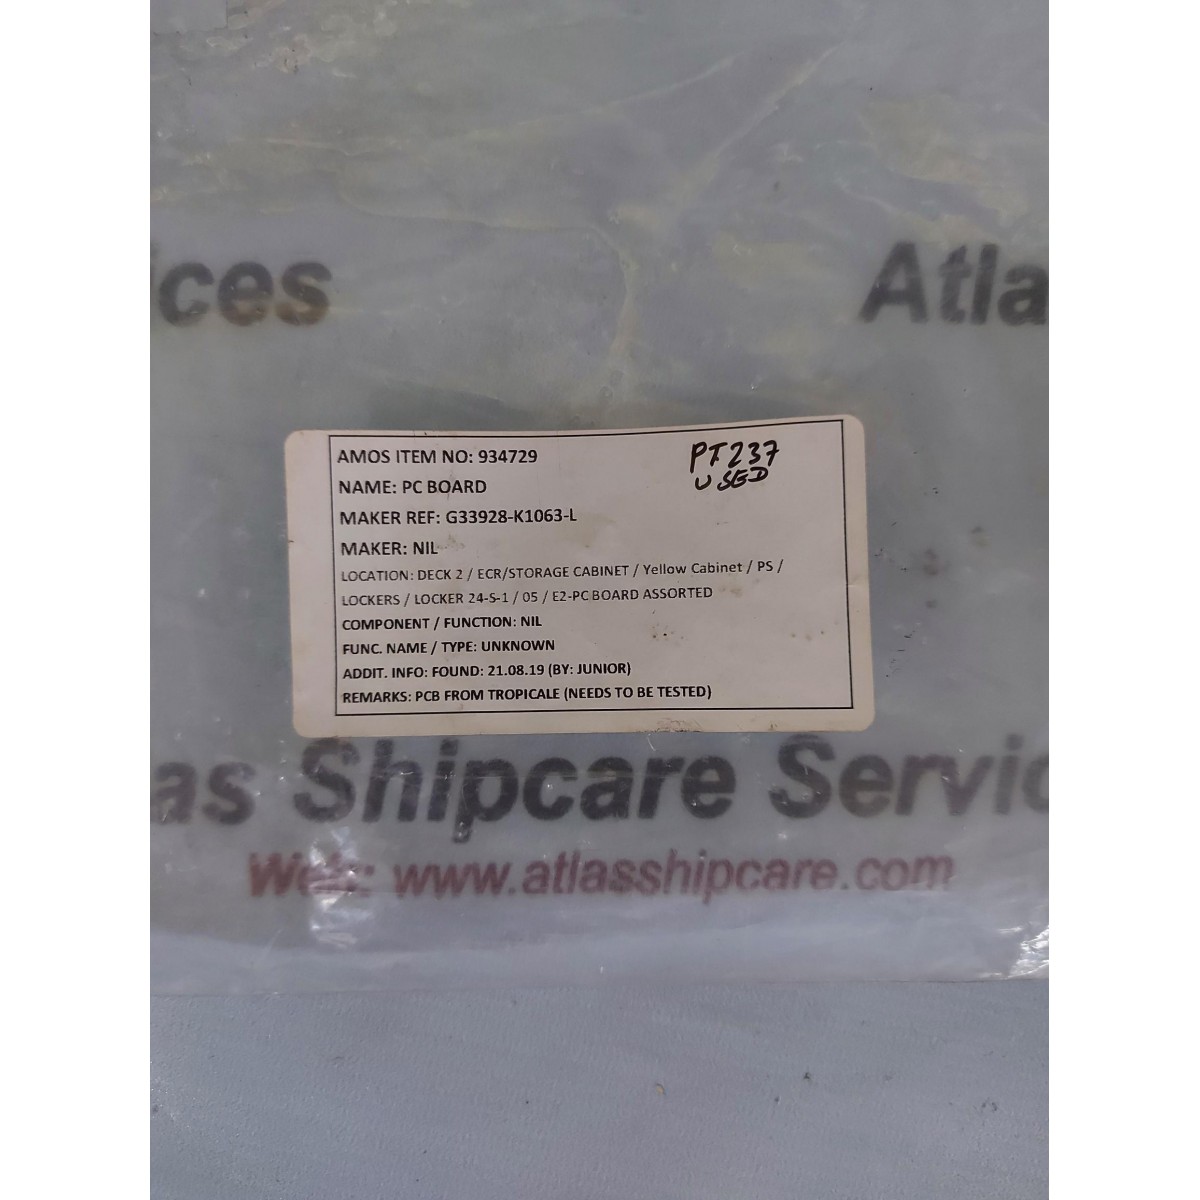 ices
Atla
AMOS ITEM NO: 934729
PT237
NAME: PC BOARD
USED
MAKER REF: G33928-K1063-L
MAKER: NIL
LOCATION: DECK 2 / ECR/STORAGE CABINET / Yellow Cabinet / PS /
LOCKERS / LOCKER 24-S-1 / 05 / E2-PC BOARD ASSORTED
COMPONENT / FUNCTION: NIL
FUNC. NAME / TYPE: UNKNOWN
ADDIT. INFO: FOUND: 21.08.19 (BY: JUNIOR)
REMARKS: PCB FROM TROPICALE (NEEDS TO BE TESTED)
as Shipcare Servic
Web: www.atlasshipcare.com